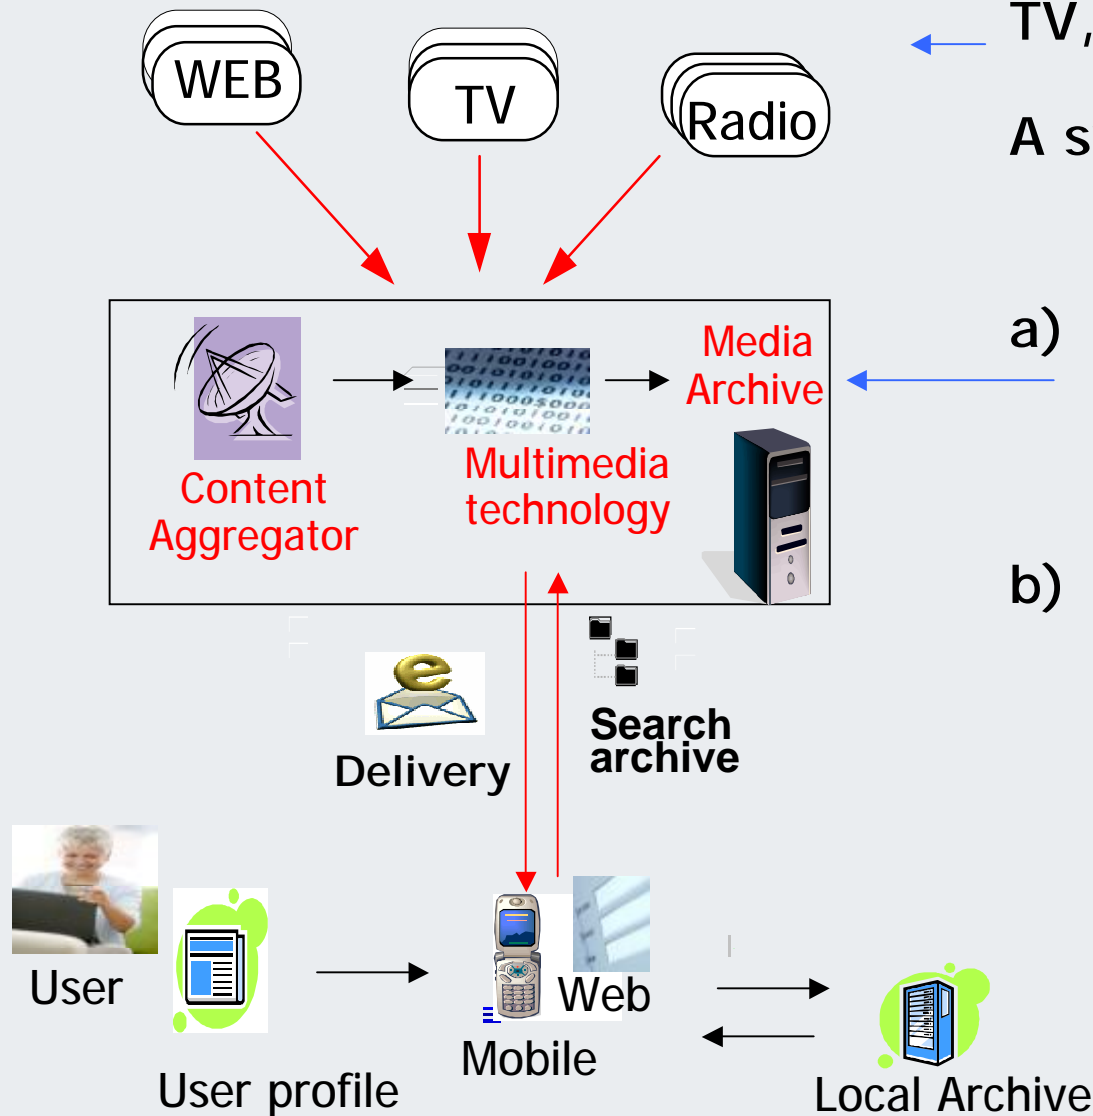 TV,
WEB
TV
Radio
A s
a)
Media
Archive
Content
Aggregator
Multimedia
technology
b)
Search
archive
Delivery
User
User profile
Web
Mobile
Local Archive